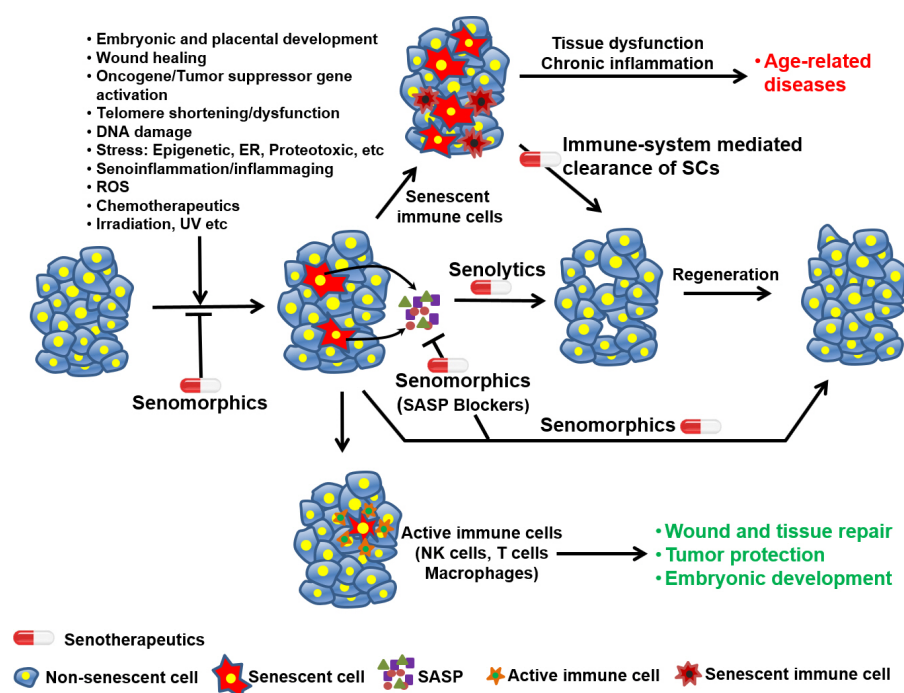 • Embryonic and placental development
• Wound healing
• Oncogene/Tumor suppressor gene
activation
• Telomere shortening/dysfunction
• DNA damage
• Stress: Epigenetic, ER, Proteotoxic, etc
• Senoinflammation/inflammaging
• ROS
• Chemotherapeutics
• Irradiation, UV etc
Tissue dysfunction
Chronic inflammation
• Age-related
diseases
Immune-system mediated
clearance of SCs
Senescent
immune cells
Senolytics
Regeneration
Senomorphics
Senomorphics
(SASP Blockers)
Senomorphics
Active immune cells
(NK cells, T cells
Macrophages)
• Wound and tissue repair
• Tumor protection
• Embryonic development
Senotherapeutics
Non-senescent cell
Senescent cell
SASP
Active immune cell
Senescent immune cell